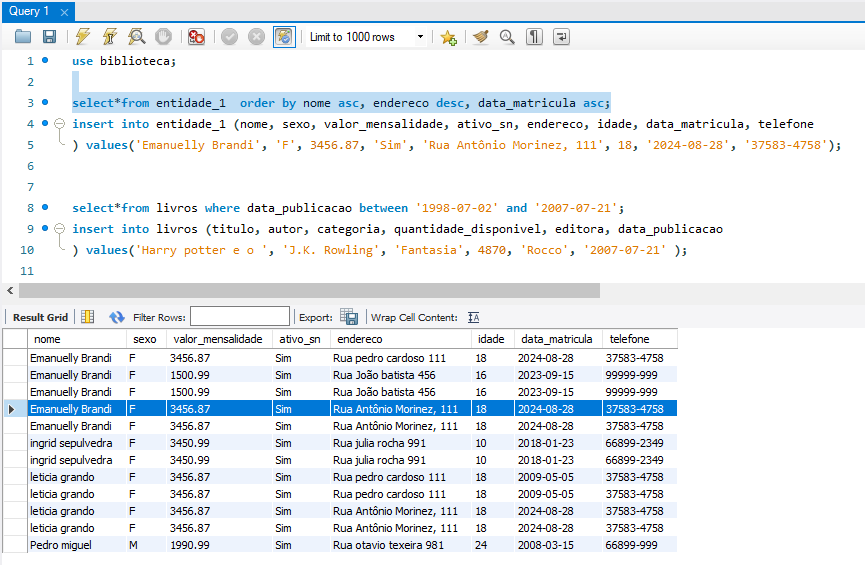 Query 1
Limit to 1000 rows
1 use biblioteca;
2
3 select*from entidade_1  order by nome asc, endereco desc, data_matricula asc;
4 insert into entidade_1 (nome, sexo, valor_mensalidade, ativo_sn, endereco, idade, data_matricula, telefone
5 ) values('Emanuelly Brandi', 'F', 3456.87, 'Sim', 'Rua Antônio Morinez, 111', 18, '2024-08-28', '37583-4758');
6
7
8 select*from livros where data_publicacao between '1998-07-02' and '2007-07-21';
9 insert into livros (titulo, autor, categoria, quantidade_disponivel, editora, data_publicacao
10 ) values('Harry potter e o ', 'J.K. Rowling', 'Fantasia', 4870, 'Rocco', '2007-07-21' );
11
Result Grid Filter Rows: Export: Wrap Cell Content: IA
nome sexo valor_mensalidade ativo_sn endereco idade data_matricula telefone
Emanuelly Brandi F 3456.87 Sim Rua pedro cardoso 111 18 2024-08-28 37583-4758
Emanuelly Brandi F 1500.99 Sim Rua João batista 456 16 2023-09-15 99999-999
Emanuelly Brandi F 1500.99 Sim Rua João batista 456 16 2023-09-15 99999-999
Emanuelly Brandi F 3456.87 Sim Rua Antônio Morinez, 111 18 2024-08-28 37583-4758
Emanuelly Brandi F 3456.87 Sim Rua Antônio Morinez, 111 18 2024-08-28 37583-4758
ingrid sepulvedra F 3450.99 Sim Rua julia rocha 991 10 2018-01-23 66899-2349
ingrid sepulvedra F 3450.99 Sim Rua julia rocha 991 10 2018-01-23 66899-2349
leticia grando F 3456.87 Sim Rua pedro cardoso 111 18 2009-05-05 37583-4758
leticia grando F 3456.87 Sim Rua pedro cardoso 111 18 2009-05-05 37583-4758
leticia grando F 3456.87 Sim Rua Antônio Morinez, 111 18 2024-08-28 37583-4758
leticia grando F 3456.87 Sim Rua Antônio Morinez, 111 18 2024-08-28 37583-4758
Pedro miguel M 1990.99 Sim Rua otavio texeira 981 24 2008-03-15 66899-999